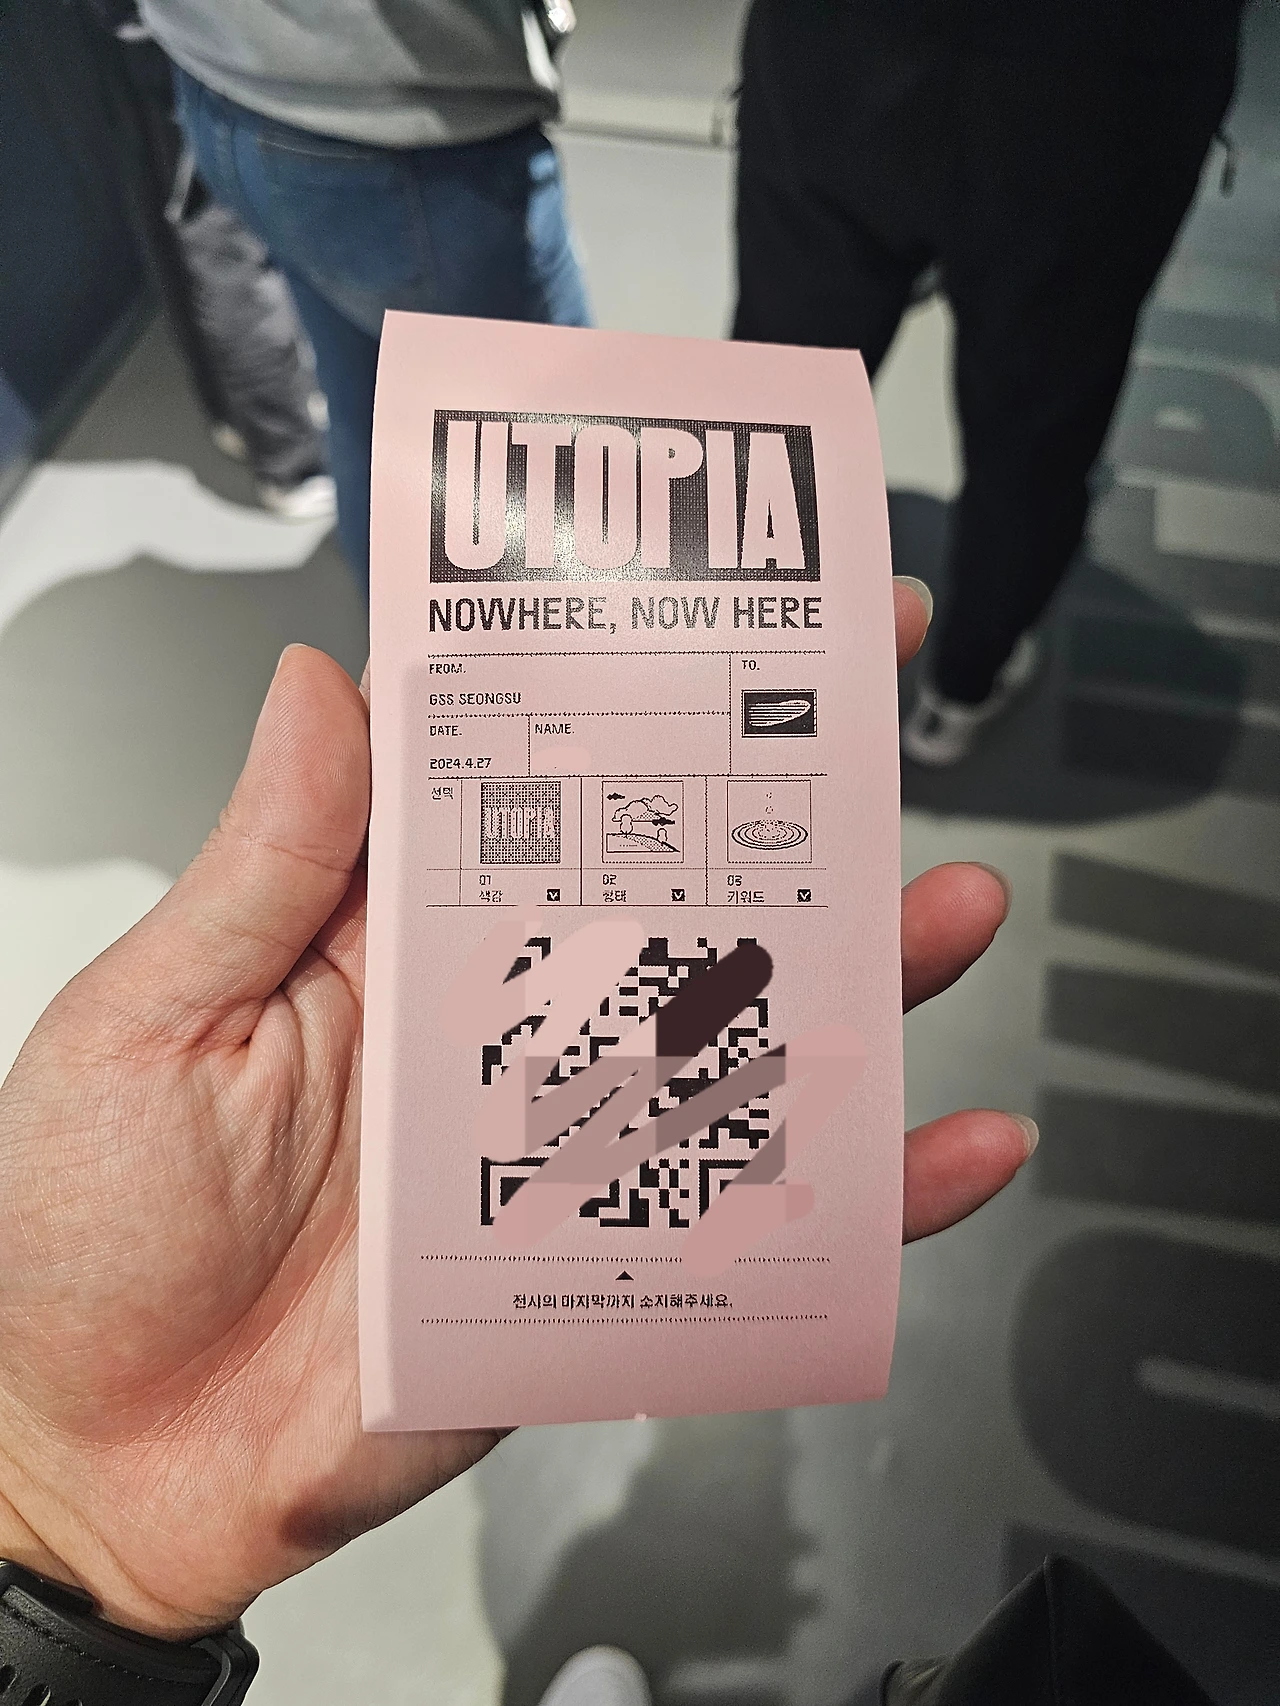 UTOPIA
NOWHERE, NOW HERE
FROM.
GSS SEONGSU
TO.
DATE.
2024.4.27
NAME.
선택
UTOPIA
01
색감
02
형태
03
키워드
전시의 마지막까지 소지해주세요.